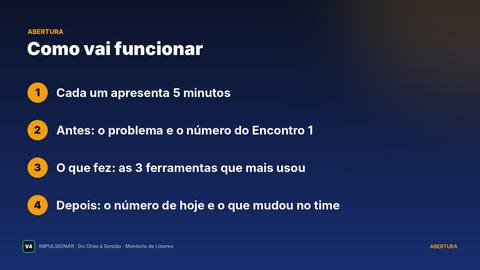 ABERTURA
Como vai funcionar
1 Cada um apresenta 5 minutos
2 Antes: o problema e o número do Encontro 1
3 O que fez: as 3 ferramentas que mais usou
4 Depois: o número de hoje e o que mudou no time
V4 IMPULSIONAR · Do Chão à Gestão · Mentoria de Líderes
ABERTURA